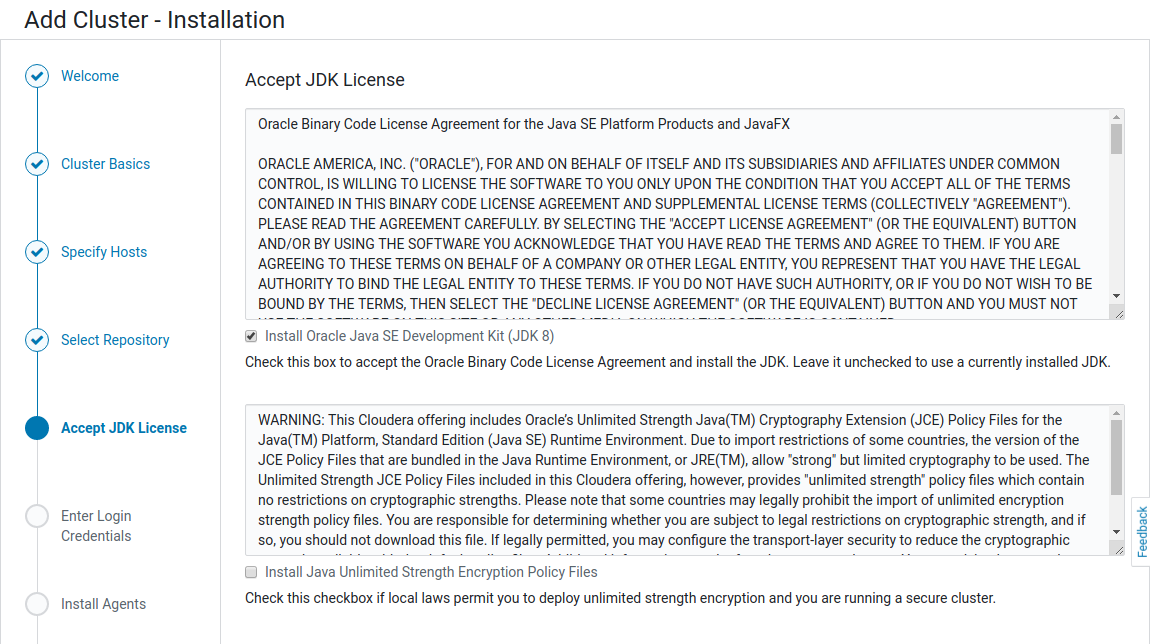 Add Cluster - Installation
Welcome
Cluster Basics
Specify Hosts
Select Repository
Accept JDK License
Enter Login
Credentials
Install Agents
Accept JDK License
Oracle Binary Code License Agreement for the Java SE Platform Products and JavaFX
ORACLE AMERICA, INC. ("ORACLE"), FOR AND ON BEHALF OF ITSELF AND ITS SUBSIDIARIES AND AFFILIATES UNDER COMMON
CONTROL, IS WILLING TO LICENSE THE SOFTWARE TO YOU ONLY UPON THE CONDITION THAT YOU ACCEPT ALL OF THE TERMS
CONTAINED IN THIS BINARY CODE LICENSE AGREEMENT AND SUPPLEMENTAL LICENSE TERMS (COLLECTIVELY "AGREEMENT").
PLEASE READ THE AGREEMENT CAREFULLY. BY SELECTING THE "ACCEPT LICENSE AGREEMENT" (OR THE EQUIVALENT) BUTTON
AND/OR BY USING THE SOFTWARE YOU ACKNOWLEDGE THAT YOU HAVE READ THE TERMS AND AGREE TO THEM. IF YOU ARE
AGREEING TO THESE TERMS ON BEHALF OF A COMPANY OR OTHER LEGAL ENTITY, YOU REPRESENT THAT YOU HAVE THE LEGAL
AUTHORITY TO BIND THE LEGAL ENTITY TO THESE TERMS. IF YOU DO NOT HAVE SUCH AUTHORITY, OR IF YOU DO NOT WISH TO BE
BOUND BY THE TERMS, THEN SELECT THE "DECLINE LICENSE AGREEMENT" (OR THE EQUIVALENT) BUTTON AND YOU MUST NOT
Install Oracle Java SE Development Kit (JDK 8)
Check this box to accept the Oracle Binary Code License Agreement and install the JDK. Leave it unchecked to use a currently installed JDK.
WARNING: This Cloudera offering includes Oracle's Unlimited Strength Java(TM) Cryptography Extension (JCE) Policy Files for the
Java(TM) Platform, Standard Edition (Java SE) Runtime Environment. Due to import restrictions of some countries, the version of the
JCE Policy Files that are bundled in the Java Runtime Environment, or JRE(TM), allow "strong" but limited cryptography to be used. The
Unlimited Strength JCE Policy Files included in this Cloudera offering, however, provides "unlimited strength" policy files which contain
no restrictions on cryptographic strengths. Please note that some countries may legally prohibit the import of unlimited encryption
strength policy files. You are responsible for determining whether you are subject to legal restrictions on cryptographic strength, and if
so, you should not download this file. If legally permitted, you may configure the transport-layer security to reduce the cryptographic
Install Java Unlimited Strength Encryption Policy Files
Check this checkbox if local laws permit you to deploy unlimited strength encryption and you are running a secure cluster.
Feedback